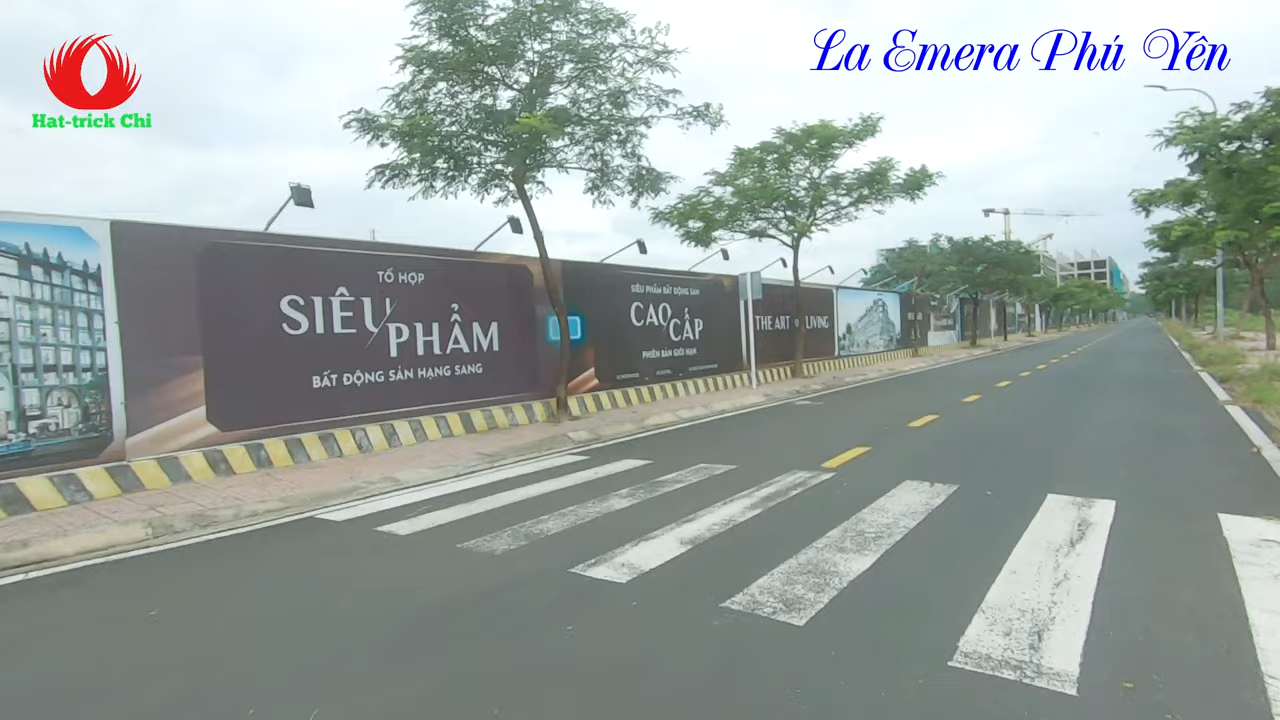 La Emera Phú Yên
Hat-trick Chi
TỔ HỢP
SIÊU
PHẨM
BẤT ĐỘNG SẢN HẠNG SANG
SIÊU PHẨM BẤT ĐỘNG SẢN
CAO
CẤP
PHIÊN BẢN GIỚI HẠN
THE ART OF LIVING